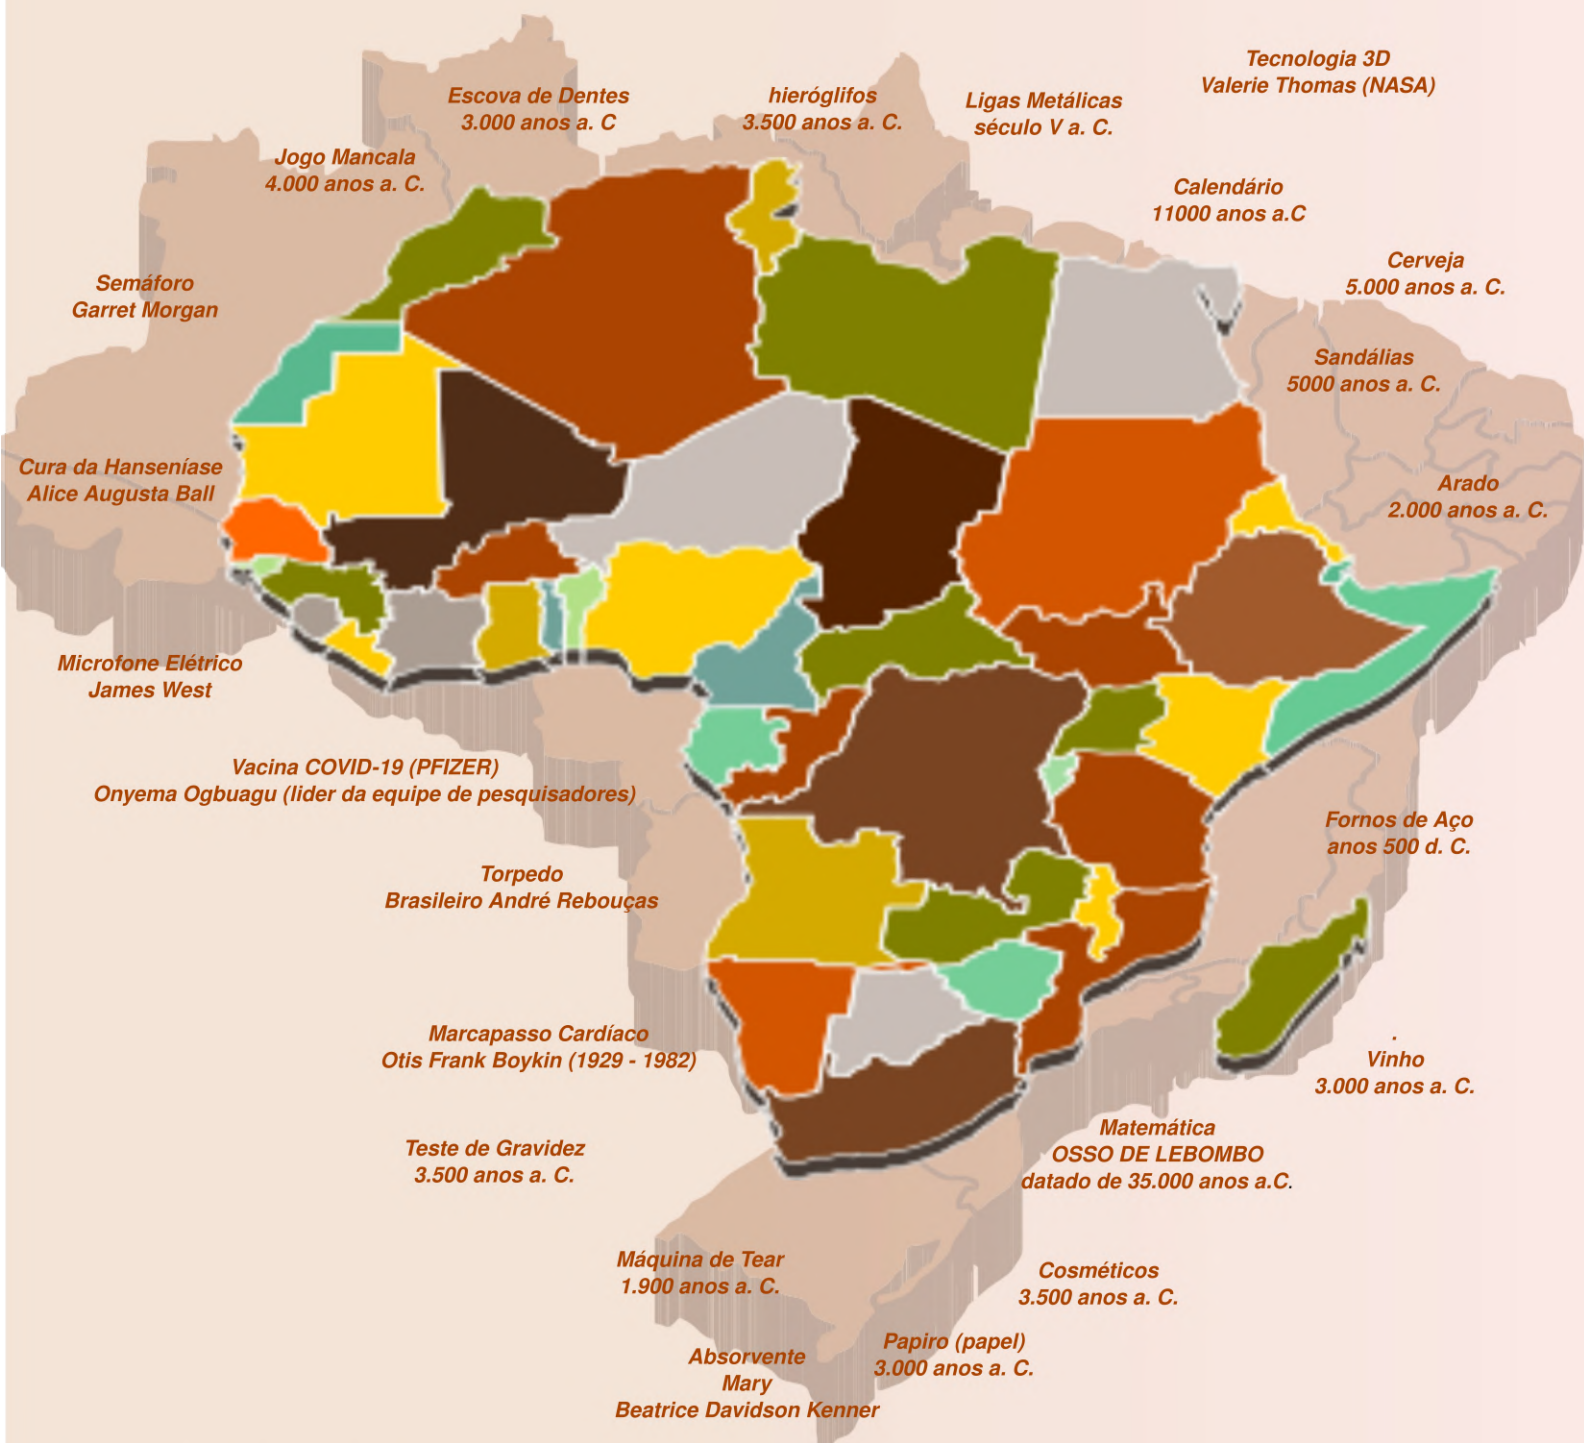 Tecnologia 3D
Valerie Thomas (NASA)
Escova de Dentes
3.000 anos a. C
hieróglifos
3.500 anos a. C.
Ligas Metálicas
século V a. C.
Jogo Mancala
4.000 anos a. C.
Calendário
11000 anos a.C
Semáforo
Garret Morgan
Cerveja
5.000 anos a. C.
Sandálias
5000 anos a. C.
Cura da Hanseníase
Alice Augusta Ball
Arado
2.000 anos a. C.
Microfone Elétrico
James West
Vacina COVID-19 (PFIZER)
Onyema Ogbuagu (lider da equipe de pesquisadores)
Fornos de Aço
anos 500 d. C.
Torpedo
Brasileiro André Rebouças
Marcapasso Cardíaco
Otis Frank Boykin (1929 - 1982)
.
Vinho
3.000 anos a. C.
Teste de Gravidez
3.500 anos a. C.
Matemática
OSSO DE LEBOMBO
datado de 35.000 anos a.C.
Máquina de Tear
1.900 anos a. C.
Cosméticos
3.500 anos a. C.
Papiro (papel)
3.000 anos a. C.
Absorvente
Mary
Beatrice Davidson Kenner